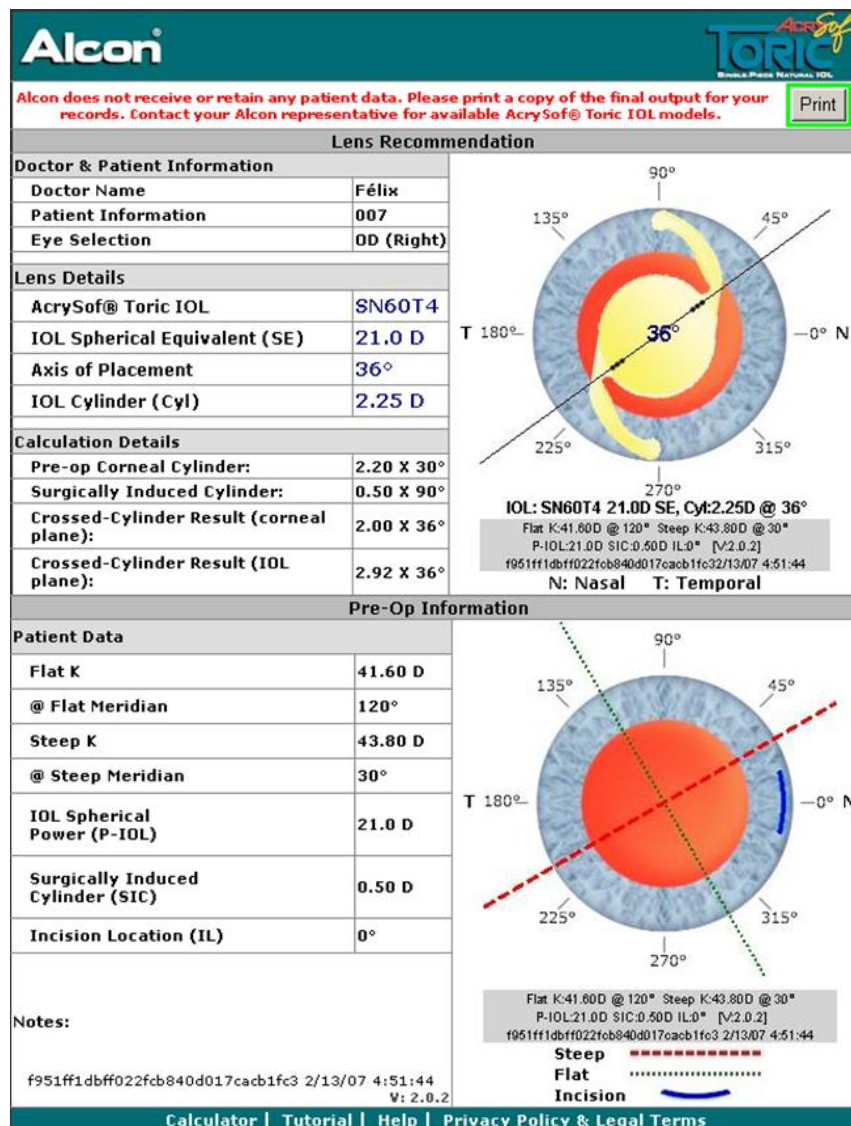 Alcon®
AcrySof
TORIC
SINGLE-PIECE NATURAL IOL
Alcon does not receive or retain any patient data. Please print a copy of the final output for your
records. Contact your Alcon representative for available AcrySof® Toric IOL models.
Print
Lens Recommendation
Doctor & Patient Information
Doctor Name Félix
Patient Information 007
Eye Selection OD (Right)
Lens Details
AcrySof® Toric IOL SN60T4
IOL Spherical Equivalent (SE) 21.0 D
Axis of Placement 36°
IOL Cylinder (Cyl) 2.25 D
Calculation Details
Pre-op Corneal Cylinder: 2.20 X 30°
Surgically Induced Cylinder: 0.50 X 90°
Crossed-Cylinder Result (corneal
plane): 2.00 X 36°
Crossed-Cylinder Result (IOL
plane): 2.92 X 36°
90°
135° 45°
T 180° 36° 0° N
225° 315°
270°
IOL: SN60T4 21.0D SE, Cyl:2.25D @ 36°
Flat K:41.60D @ 120° Steep K:43.80D @ 30°
P-IOL:21.0D SIC:0.50D IL:0° [V:2.0.2]
f951ff1dbff022fcb840d017cacb1fc32/13/07 4:51:44
N: Nasal T: Temporal
Pre-Op Information
Patient Data
Flat K 41.60 D
@ Flat Meridian 120°
Steep K 43.80 D
@ Steep Meridian 30°
IOL Spherical
Power (P-IOL) 21.0 D
Surgically Induced
Cylinder (SIC) 0.50 D
Incision Location (IL) 0°
Notes:
f951ff1dbff022fcb840d017cacb1fc3 2/13/07 4:51:44
V: 2.0.2
90°
135° 45°
T 180° 0° N
225° 315°
270°
Flat K:41.60D @ 120° Steep K:43.80D @ 30°
P-IOL:21.0D SIC:0.50D IL:0° [V:2.0.2]
f951ff1dbff022fcb840d017cacb1fc3 2/13/07 4:51:44
Steep
Flat
Incision
Calculator | Tutorial | Help | Privacy Policy & Legal Terms